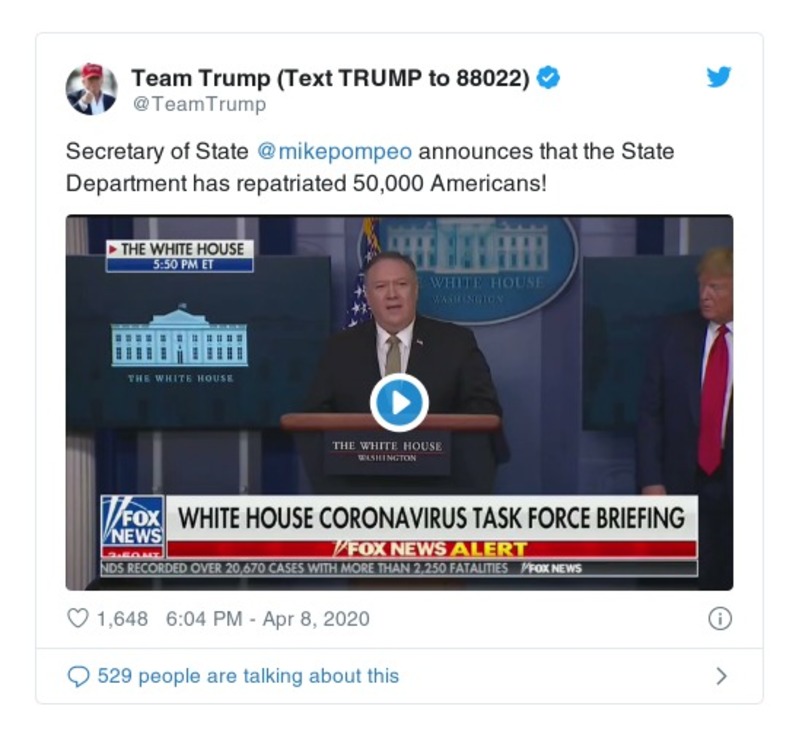 Team Trump (Text TRUMP to 88022)
@TeamTrump
Secretary of State @mikepompeo announces that the State
Department has repatriated 50,000 Americans!
THE WHITE HOUSE
5:50 PM ET
THE WHITE HOUSE
WHITE HOUSE
WASHINGTON
THE WHITE HOUSE
WASHINGTON
FOX
NEWS
WHITE HOUSE CORONAVIRUS TASK FORCE BRIEFING
FOX NEWS ALERT
NDS RECORDED OVER 20,670 CASES WITH MORE THAN 2,250 FATALITIES FOX NEWS
1,648 6:04 PM - Apr 8, 2020
529 people are talking about this